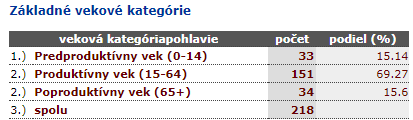 Základné vekové kategórie
veková kategóriapohlavie počet podiel (%)
1.) Predproduktívny vek (0-14) 33 15.14
2.) Produktívny vek (15-64) 151 69.27
2.) Poproduktívny vek (65+) 34 15.6
3.) spolu 218